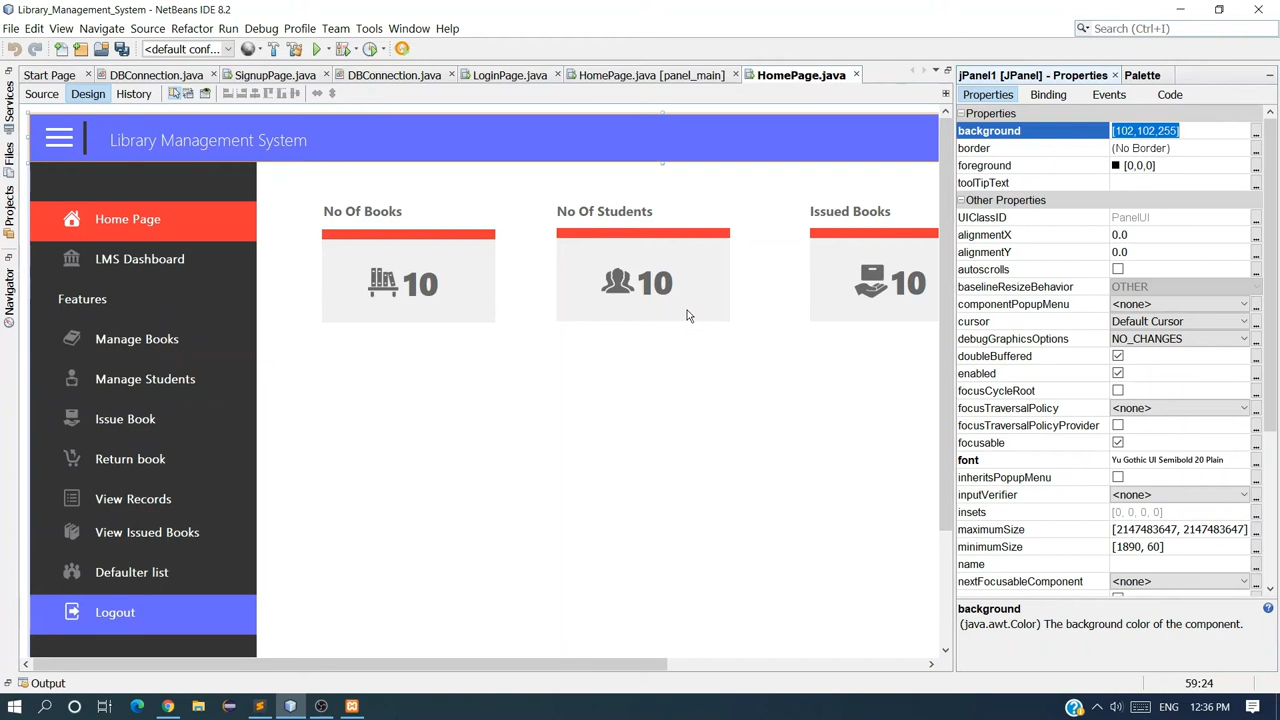 Library_Management_System - NetBeans IDE 8.2
File Edit View Navigate Source Refactor Run Debug Profile Team Tools Window Help
Search (Ctrl+I)
<default conf...
Start Page DBConnection.java SignupPage.java DBConnection.java LoginPage.java HomePage.java [panel_main] HomePage.java
Source Design History
Library Management System
Home Page
LMS Dashboard
Features
Manage Books
Manage Students
Issue Book
Return book
View Records
View Issued Books
Defaulter list
Logout
No Of Books
10
No Of Students
10
Issued Books
10
Services
Files
Projects
Navigator
jPanel1 [JPanel] - Properties Palette
Properties Binding Events Code
Properties
background [102,102,255] ...
border (No Border) ...
foreground [0,0,0] ...
toolTipText ...
Other Properties
UIClassID PanelUI ...
alignmentX 0.0 ...
alignmentY 0.0 ...
autoscrolls ...
baselineResizeBehavior OTHER ...
componentPopupMenu <none> ...
cursor Default Cursor ...
debugGraphicsOptions NO_CHANGES ...
doubleBuffered ...
enabled ...
focusCycleRoot ...
focusTraversalPolicy <none> ...
focusTraversalPolicyProvider ...
focusable ...
font Yu Gothic UI Semibold 20 Plain ...
inheritsPopupMenu ...
inputVerifier <none> ...
insets [0, 0, 0, 0] ...
maximumSize [2147483647, 2147483647] ...
minimumSize [1890, 60] ...
name ...
nextFocusableComponent <none> ...
background
(java.awt.Color) The background color of the component.
Output
59:24
ENG 12:36 PM